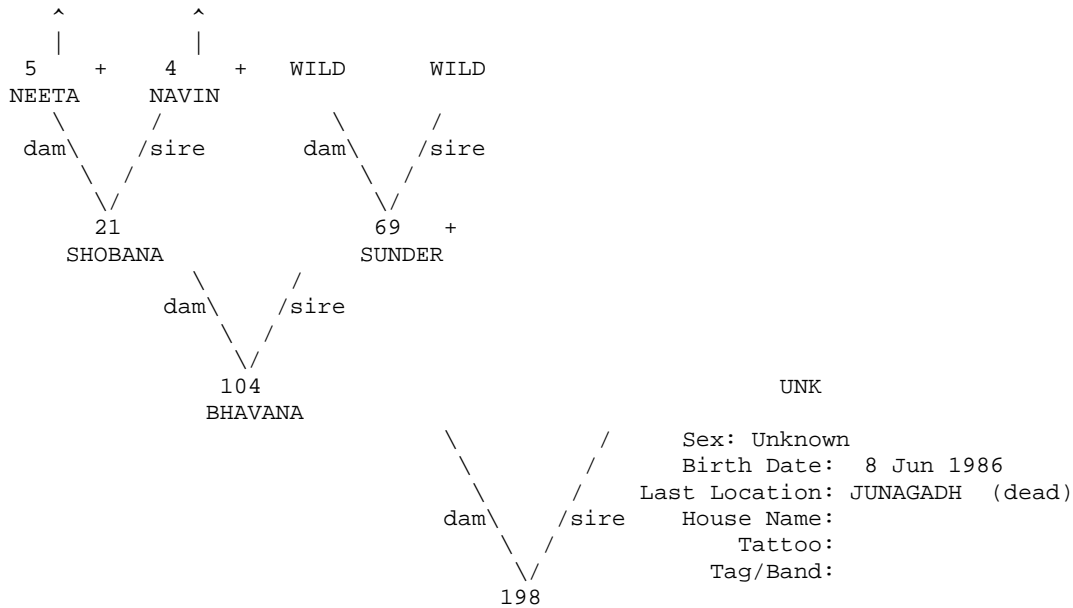 ^ ^
| |
5 + 4 + WILD WILD
NEETA NAVIN
\ / \ /
dam\ /sire dam\ /sire
\ / \ /
\/ \/
21 69 +
SHOBANA SUNDER
\ /
dam\ /sire
\ /
\/
104 UNK
BHAVANA
\ / Sex: Unknown
\ / Birth Date: 8 Jun 1986
\ / Last Location: JUNAGADH (dead)
dam\ /sire House Name:
\ / Tattoo:
\/ Tag/Band:
198